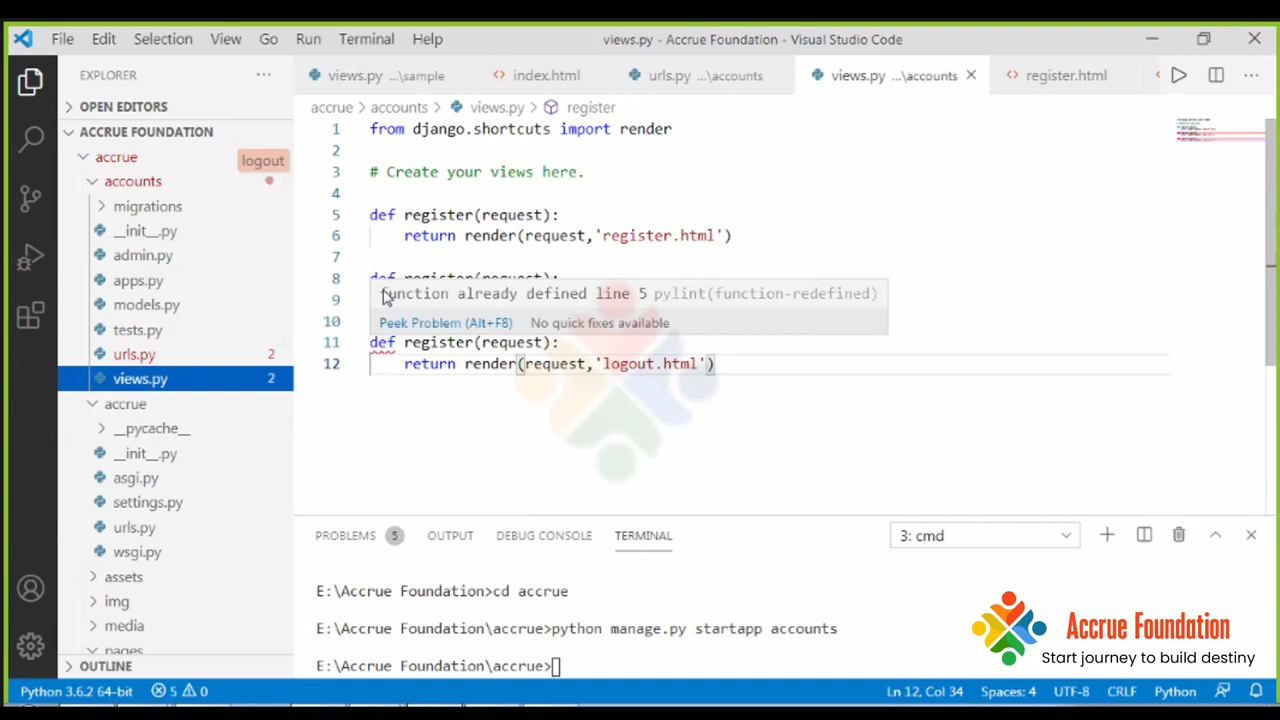 File Edit Selection View Go Run Terminal Help views.py - Accrue Foundation - Visual Studio Code
EXPLORER ...
views.py ...\sample <> index.html urls.py ...\accounts views.py ...\accounts <> register.html ...
OPEN EDITORS
ACCRUE FOUNDATION
accrue
logout
accounts
migrations
__init__.py
admin.py
apps.py
models.py
tests.py
urls.py 2
views.py 2
accrue
__pycache__
__init__.py
asgi.py
settings.py
urls.py
wsgi.py
assets
img
media
pages
OUTLINE
accrue > accounts > views.py > register
1 from django.shortcuts import render
2
3 # Create your views here.
4
5 def register(request):
6 return render(request,'register.html')
7
8 def register(request):
9
function already defined line 5 pylint(function-redefined)
Peek Problem (Alt+F8) No quick fixes available
10
11 def register(request):
12 return render(request,'logout.html')
PROBLEMS 5 OUTPUT DEBUG CONSOLE TERMINAL 3: cmd
E:\Accrue Foundation>cd accrue
E:\Accrue Foundation\accrue>python manage.py startapp accounts
E:\Accrue Foundation\accrue>
Accrue Foundation
Start journey to build destiny
Python 3.6.2 64-bit 5 0 Ln 12, Col 34 Spaces: 4 UTF-8 CRLF Python